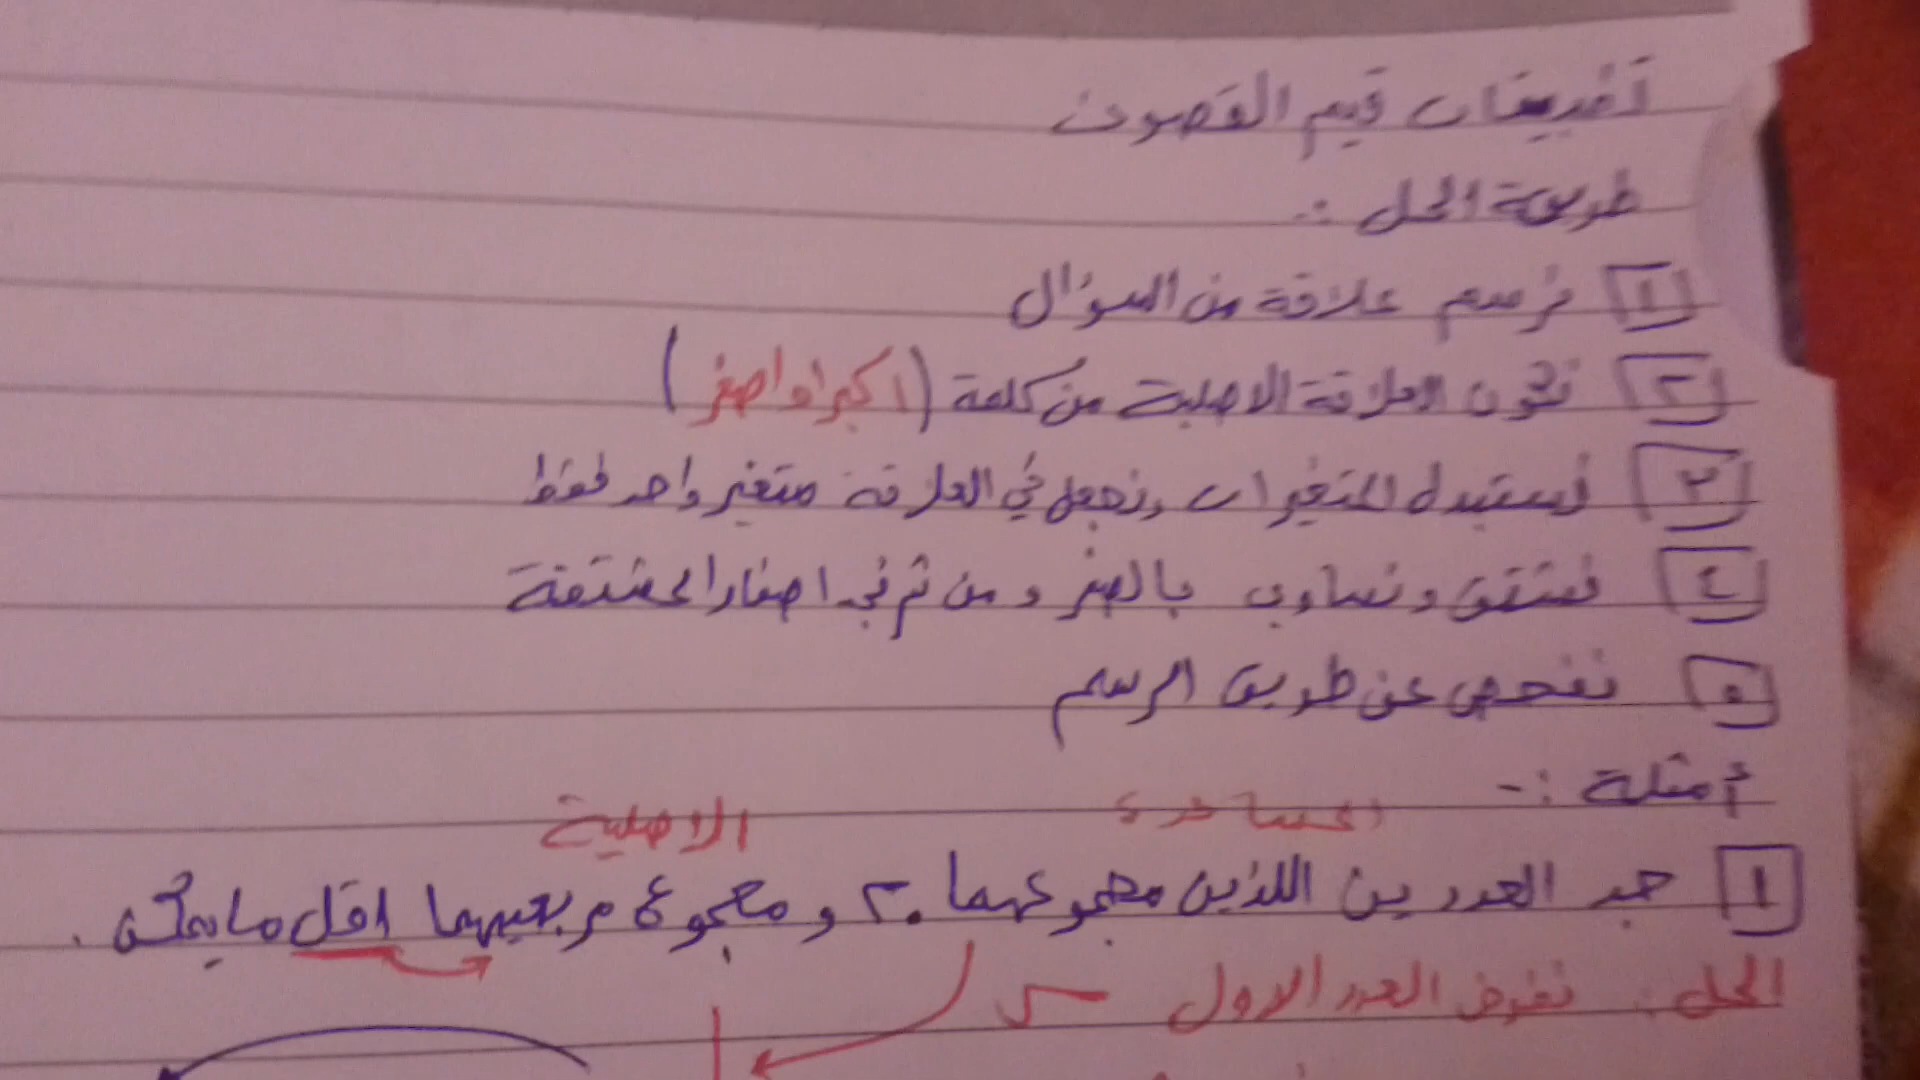 تطبيقات قيم القصوى
طريقة الحل :-
١ نرسم علاقة من السؤال
٢ نكون العلاقة الاصلية من كلمة (اكبر او اصغر)
٣ نستبدل المتغيرات ونجعل في العلاقة متغير واحد فقط
٤ نشتق ونساوي بالصفر ومن ثم نجد اصفار المشتقة
٥ نفحص عن طريق الرسم
أمثلة :-
المساعدة الاصلية
١ جد العددين اللذين مجموعهما ٢٠ و مجموع مربعيهما اقل ما يمكن .
الحل : نفرض العدد الاول س